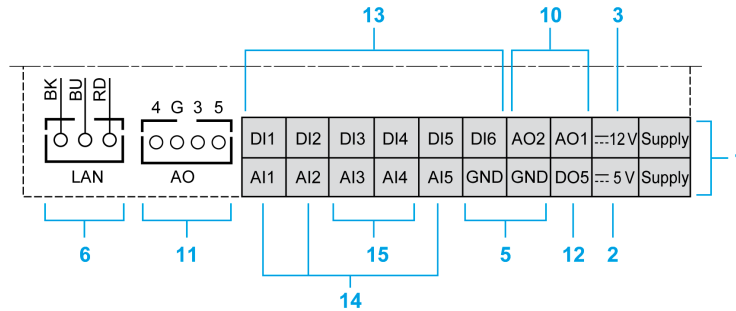 13 10 3
BK BU RD
4 G 3 5
DI1 DI2 DI3 DI4 DI5 DI6 AO2 AO1 12 V Supply
LAN AO
AI1 AI2 AI3 AI4 AI5 GND GND DO5 5 V Supply
6 11 15 5 12 2
14